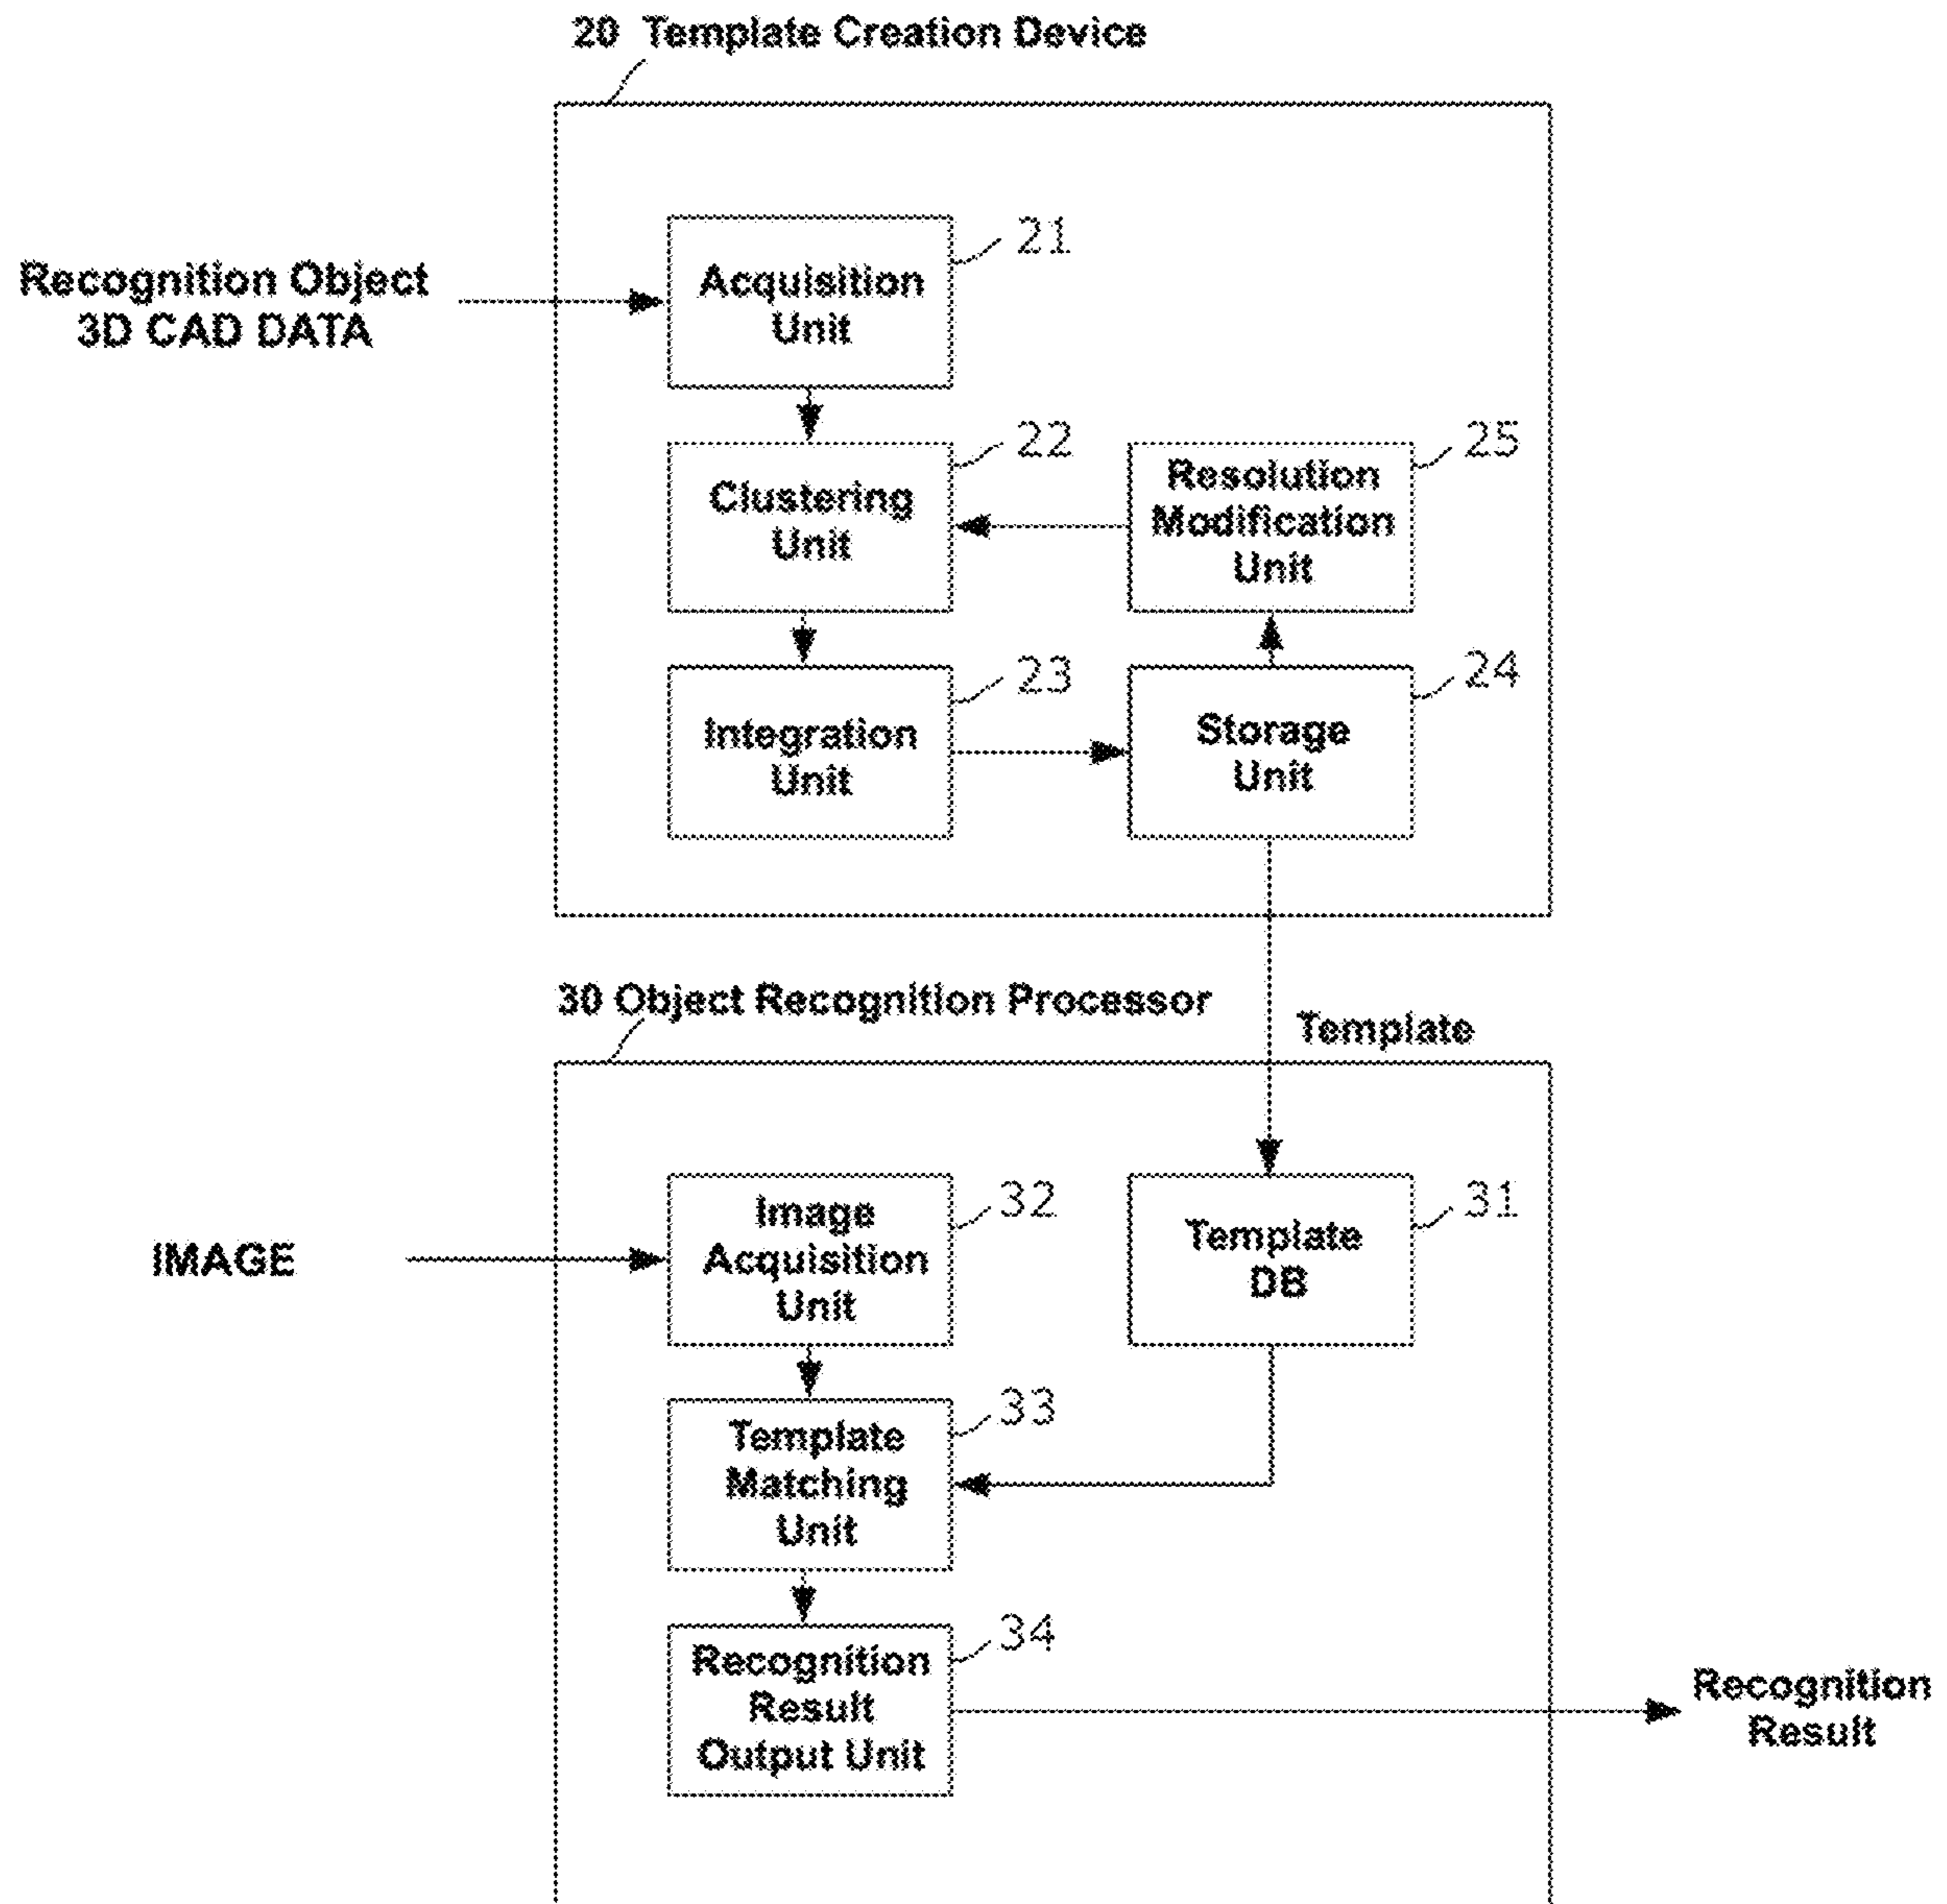 20 Template Creation Device
21
Recognition Object
3D CAD DATA
Acquisition
Unit
22
25
Clustering
Unit
Resolution
Modification
Unit
23
24
Integration
Unit
Storage
Unit
30 Object Recognition Processor
Template
32
31
IMAGE
Image
Acquisition
Unit
Template
DB
33
Template
Matching
Unit
34
Recognition
Result
Output Unit
Recognition
Result